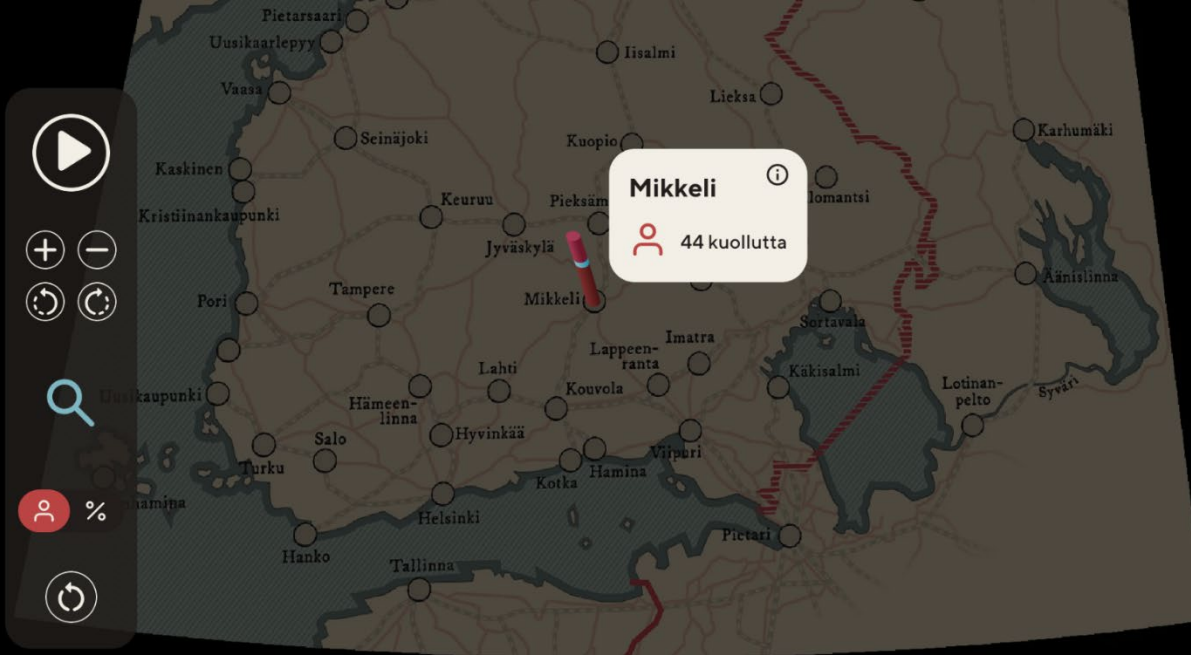 Pietarsaari
Uusikaarlepyy
Iisalmi
Vaasa
Lieksa
Seinäjoki
Kuopio
Karhumäki
Kaskinen
Mikkeli
44 kuollutta
Keuruu
Pieksäm
lomantsi
Kristiinankaupunki
Jyväskylä
Äänislinna
Tampere
Pori
Mikkeli
Sortavala
Imatra
Lappeen-
ranta
Lahti
Käkisalmi
Kouvola
Lotinan-
pelto
Syväri
Uusikaupunki
Hämeen-
linna
Hyvinkää
Salo
Viipuri
Turku
Hamina
Kotka
%
nhamina
Helsinki
Pietari
Hanko
Tallinna